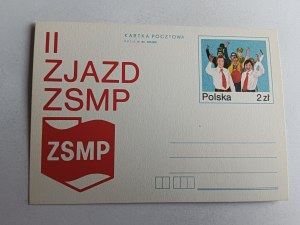 KARTKA POCZTOWA
II
ZJAZD
ZSMP
ZSMP
Polska 2 zł